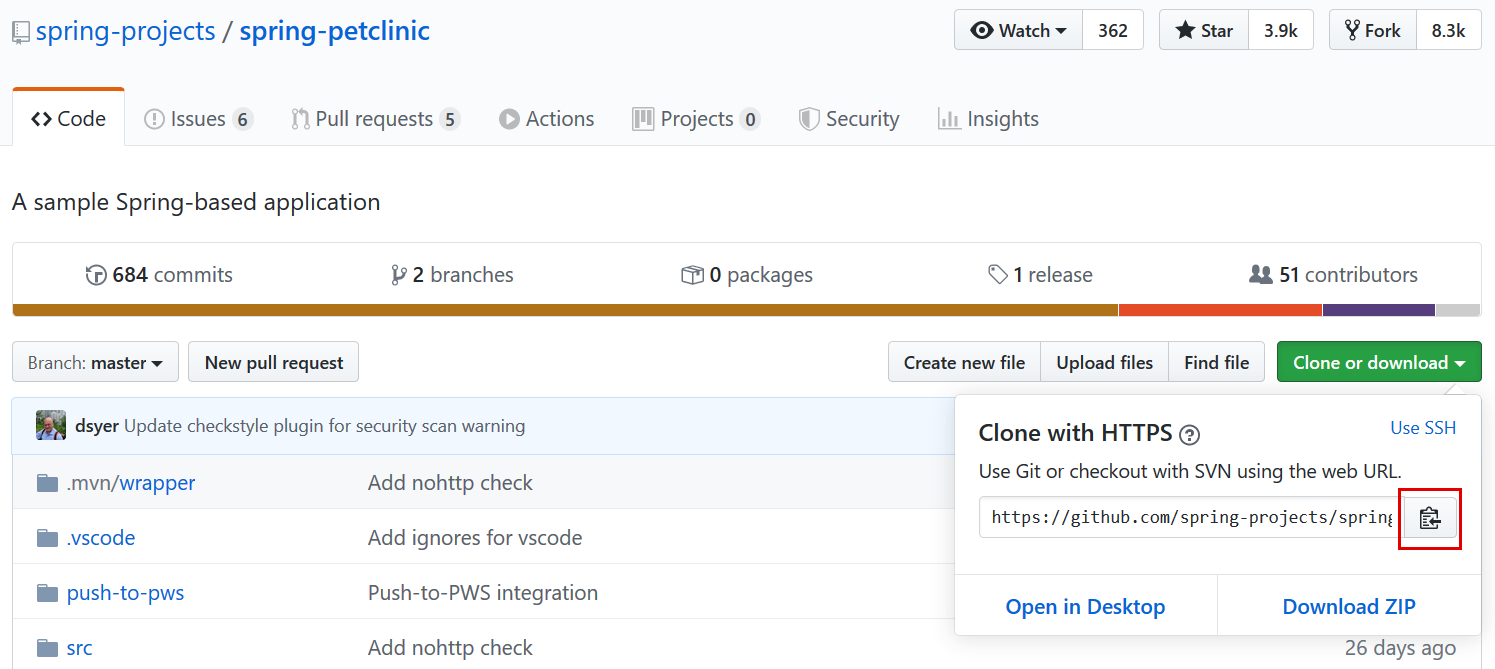 spring-projects / spring-petclinic
Watch 362 Star 3.9k Fork 8.3k
Code Issues 6 Pull requests 5 Actions Projects 0 Security Insights
A sample Spring-based application
684 commits 2 branches 0 packages 1 release 51 contributors
Branch: master New pull request Create new file Upload files Find file Clone or download
dsyer Update checkstyle plugin for security scan warning
Clone with HTTPS ? Use SSH
Use Git or checkout with SVN using the web URL.
https://github.com/spring-projects/spring
Open in Desktop Download ZIP
.mvn/wrapper Add nohttp check
.vscode Add ignores for vscode
push-to-pws Push-to-PWS integration
src Add nohttp check 26 days ago